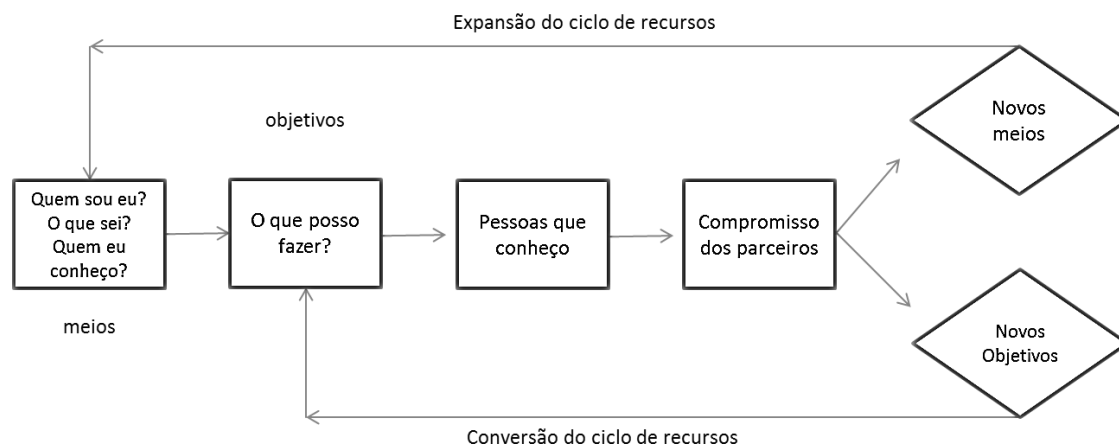 Expansão do ciclo de recursos
objetivos
Quem sou eu?
O que sei?
Quem eu
conheço?
O que posso
fazer?
Pessoas que
conheço
Compromisso
dos parceiros
Novos
meios
meios
Novos
Objetivos
Conversão do ciclo de recursos